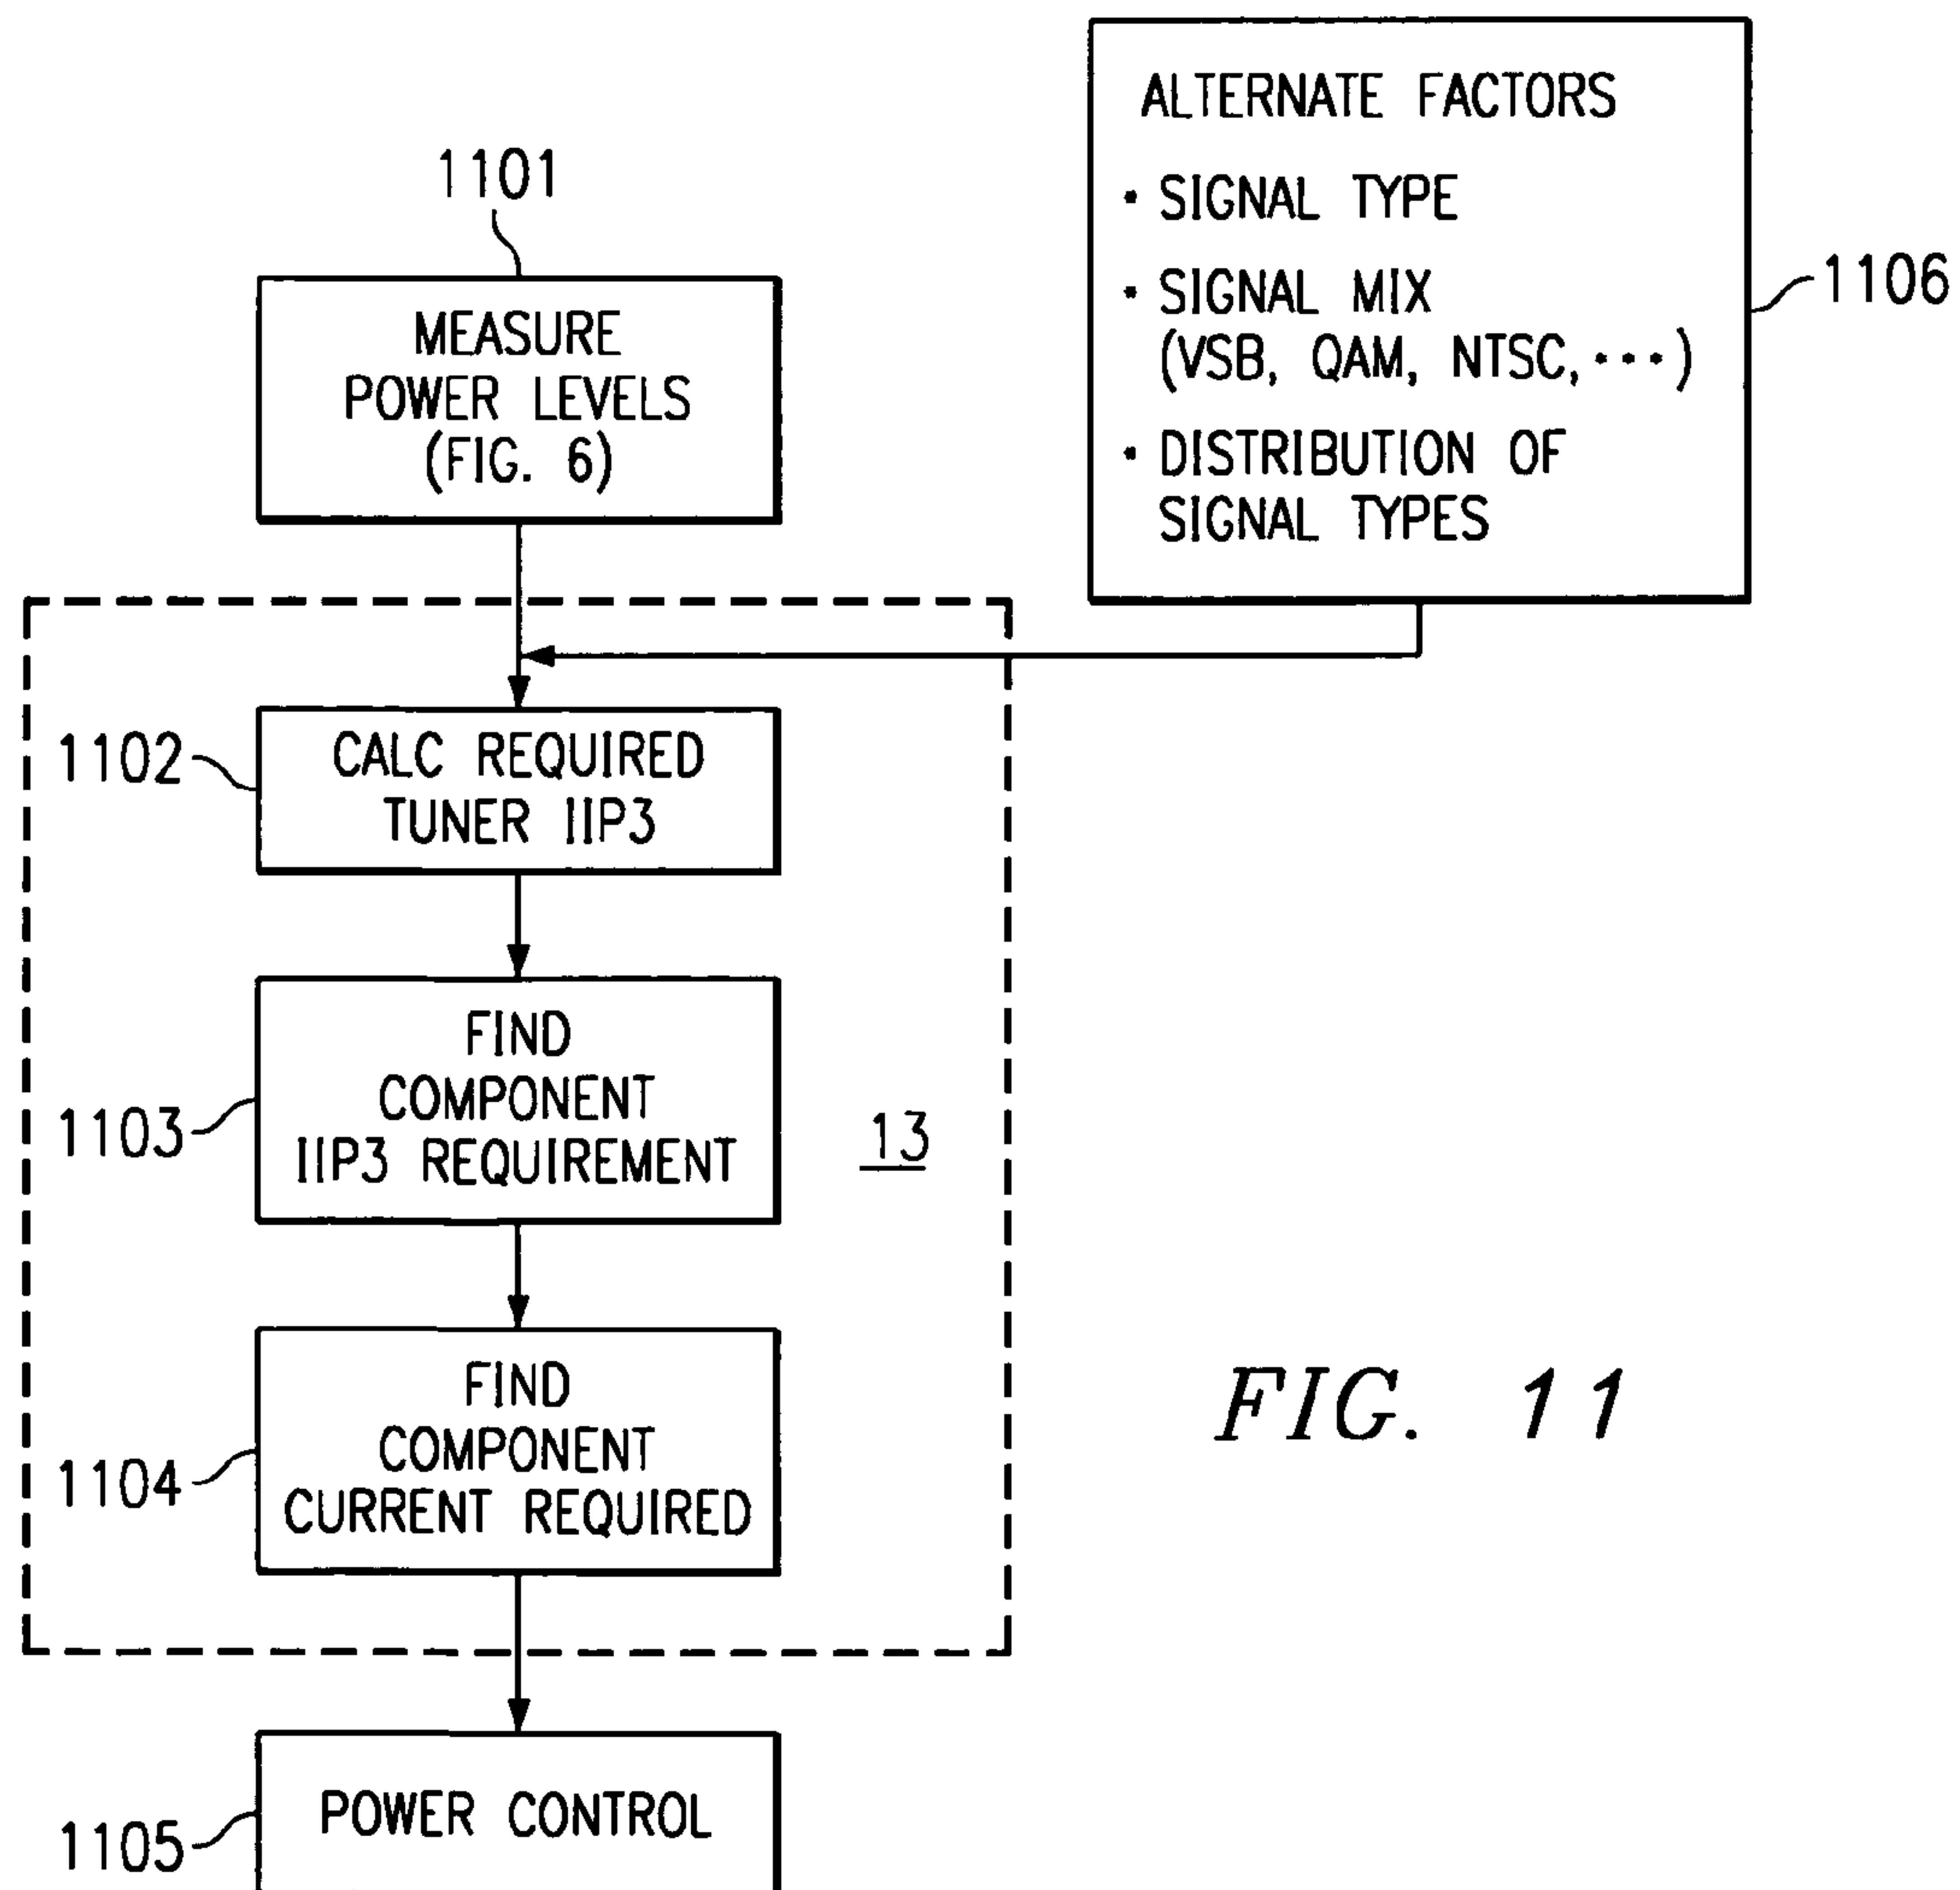 1101
MEASURE
POWER LEVELS
(FIG. 6)
ALTERNATE FACTORS
• SIGNAL TYPE
• SIGNAL MIX
(VSB, QAM, NTSC, •••)
• DISTRIBUTION OF
SIGNAL TYPES
1106
1102
CALC REQUIRED
TUNER IIP3
1103
FIND
COMPONENT
IIP3 REQUIREMENT
13
1104
FIND
COMPONENT
CURRENT REQUIRED
1105
POWER CONTROL
FIG. 11